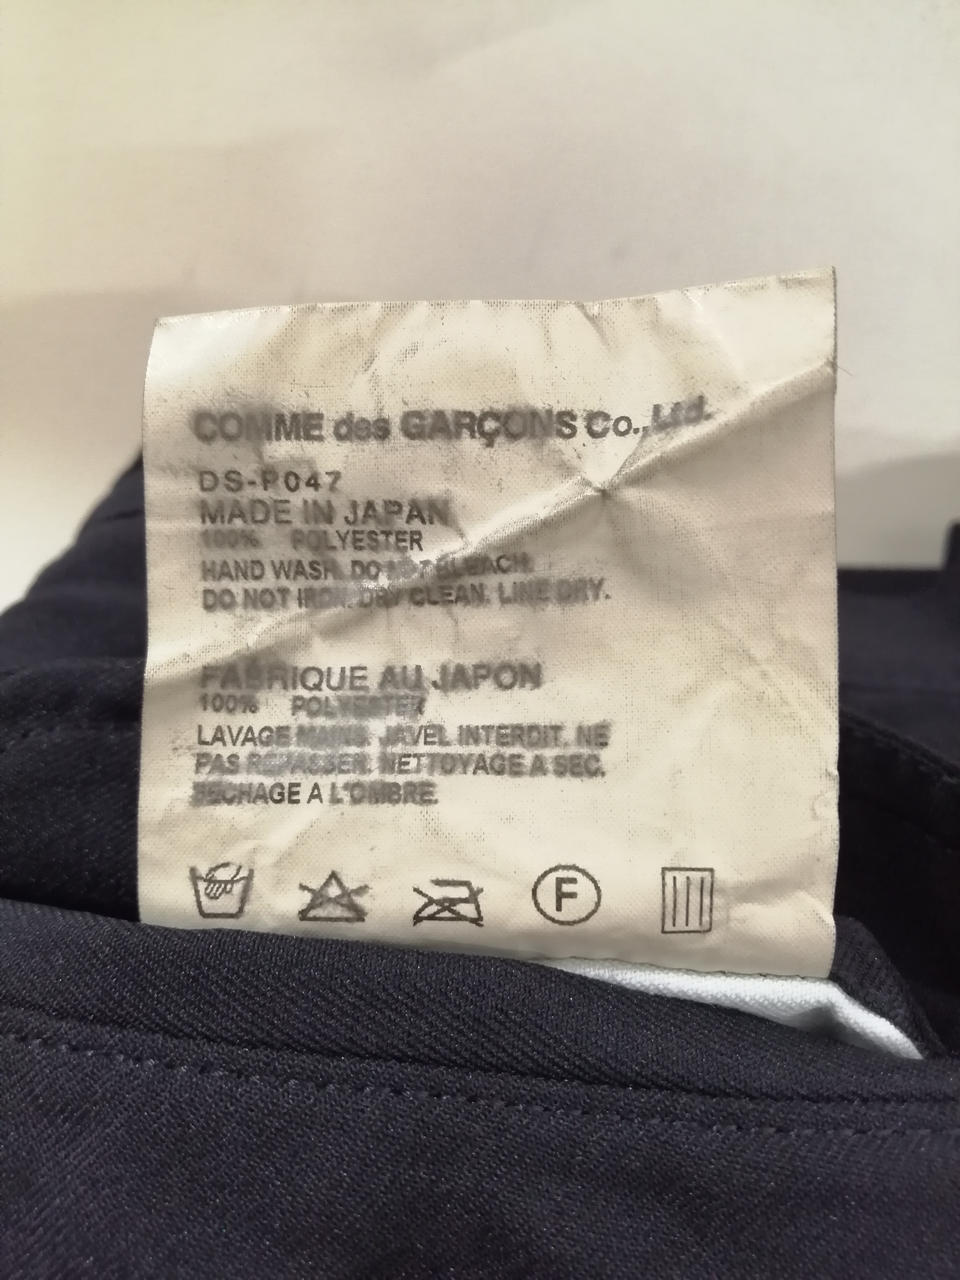 COMME des GARÇONS Co., Ltd.
DS-P047
MADE IN JAPAN
100% POLYESTER
HAND WASH. DO NOT BLEACH.
DO NOT IRON. DRY CLEAN. LINE DRY.
FABRIQUE AU JAPON
100% POLYESTER
LAVAGE MAINS. JAVEL INTERDIT. NE
PAS REPASSER. NETTOYAGE A SEC.
SECHAGE A L'OMBRE.
F